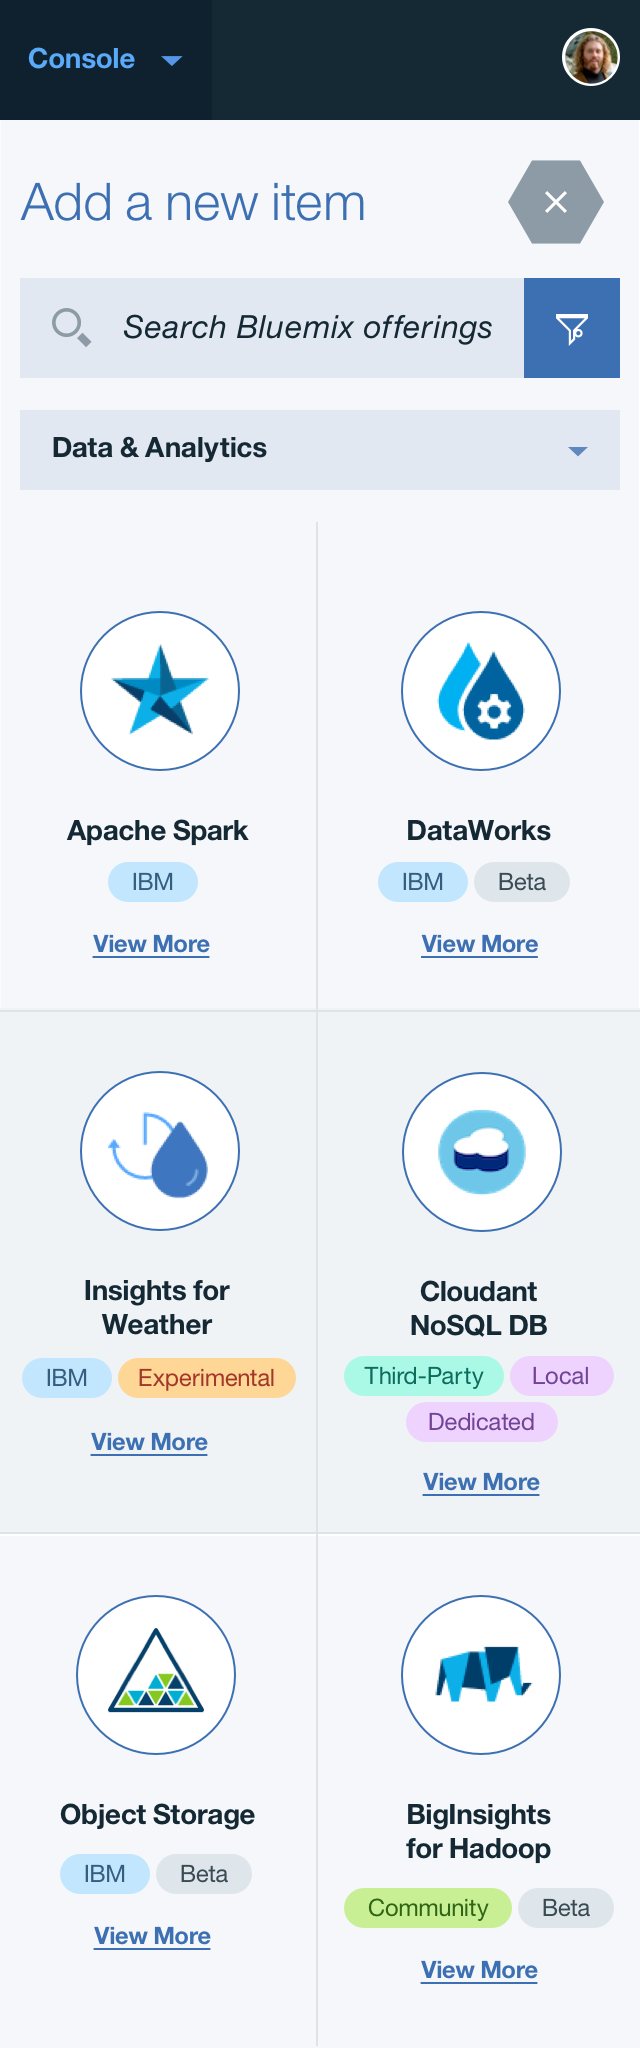 Console
Add a new item
Search Bluemix offerings
Data & Analytics
Apache Spark
IBM
View More
DataWorks
IBM Beta
View More
Insights for
Weather
IBM Experimental
View More
Cloudant
NoSQL DB
Third-Party Local
Dedicated
View More
Object Storage
IBM Beta
View More
BigInsights
for Hadoop
Community Beta
View More